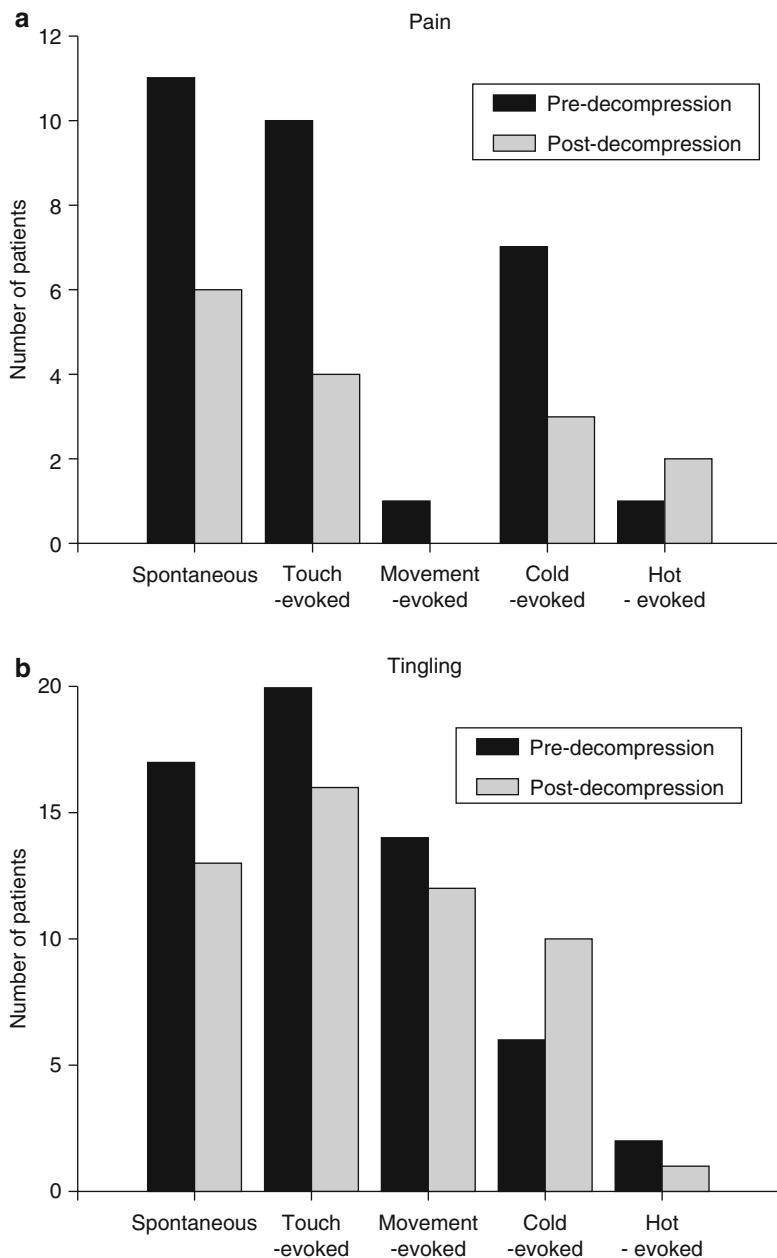 a
Pain
12
10
8
6
4
2
0
Number of patients
Pre-decompression
Post-decompression
Spontaneous
Touch
-evoked
Movement
-evoked
Cold
-evoked
Hot
- evoked
b
Tingling
20
15
10
5
0
Number of patients
Pre-decompression
Post-decompression
Spontaneous
Touch
-evoked
Movement
-evoked
Cold
-evoked
Hot
- evoked